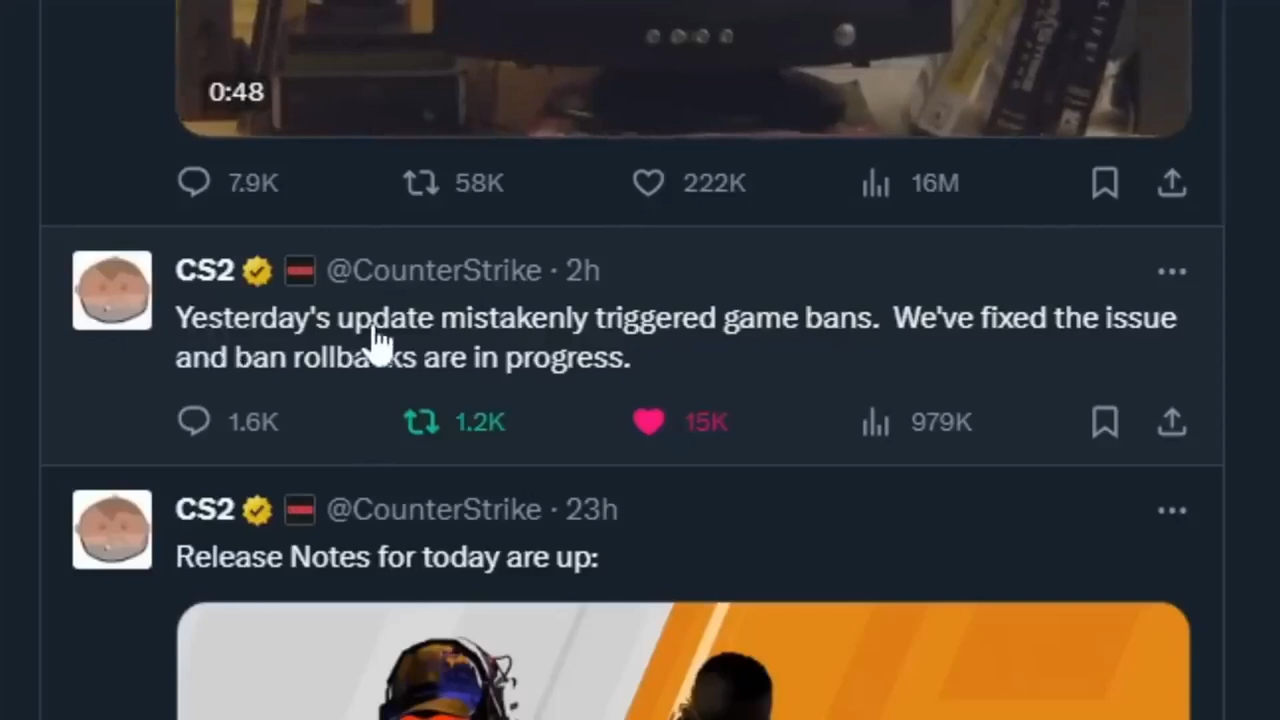 0:48
7.9K 58K 222K 16M
CS2 @CounterStrike · 2h
Yesterday's update mistakenly triggered game bans. We've fixed the issue
and ban rollbacks are in progress.
1.6K 1.2K 15K 979K
CS2 @CounterStrike · 23h
Release Notes for today are up: